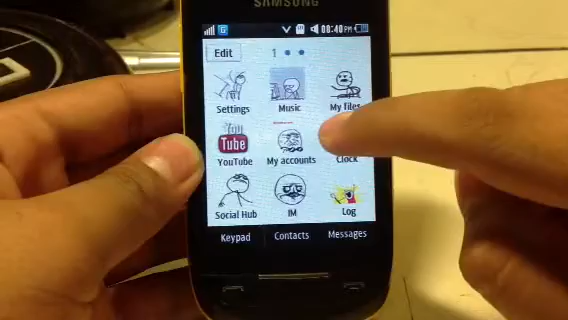 SAMSUNG
08:40 PM
Edit
1
Settings
Music
My files
You
Tube
YouTube
My accounts
Clock
Social Hub
IM
Log
Keypad
Contacts
Messages